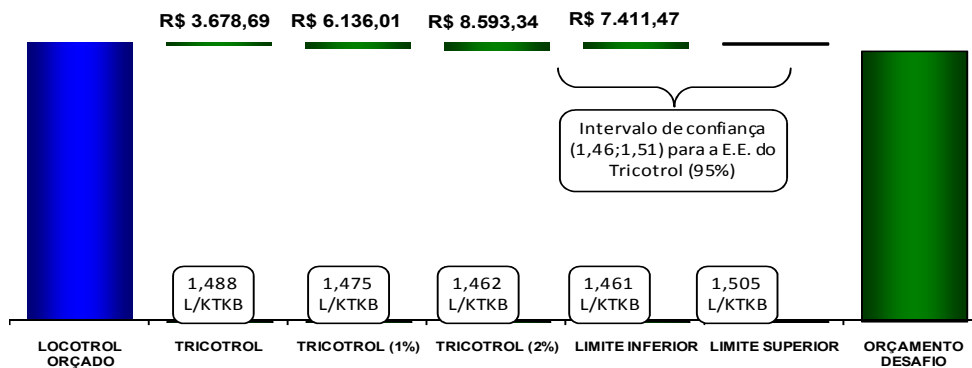 R$ 3.678,69
R$ 6.136,01
R$ 8.593,34
R$ 7.411,47
Intervalo de confiança
(1,46;1,51) para a E.E. do
Tricotrol (95%)
1,488
L/KTKB
1,475
L/KTKB
1,462
L/KTKB
1,461
L/KTKB
1,505
L/KTKB
LOCOTROL
ORÇADO
TRICOTROL
TRICOTROL (1%)
TRICOTROL (2%)
LIMITE INFERIOR
LIMITE SUPERIOR
ORÇAMENTO
DESAFIO